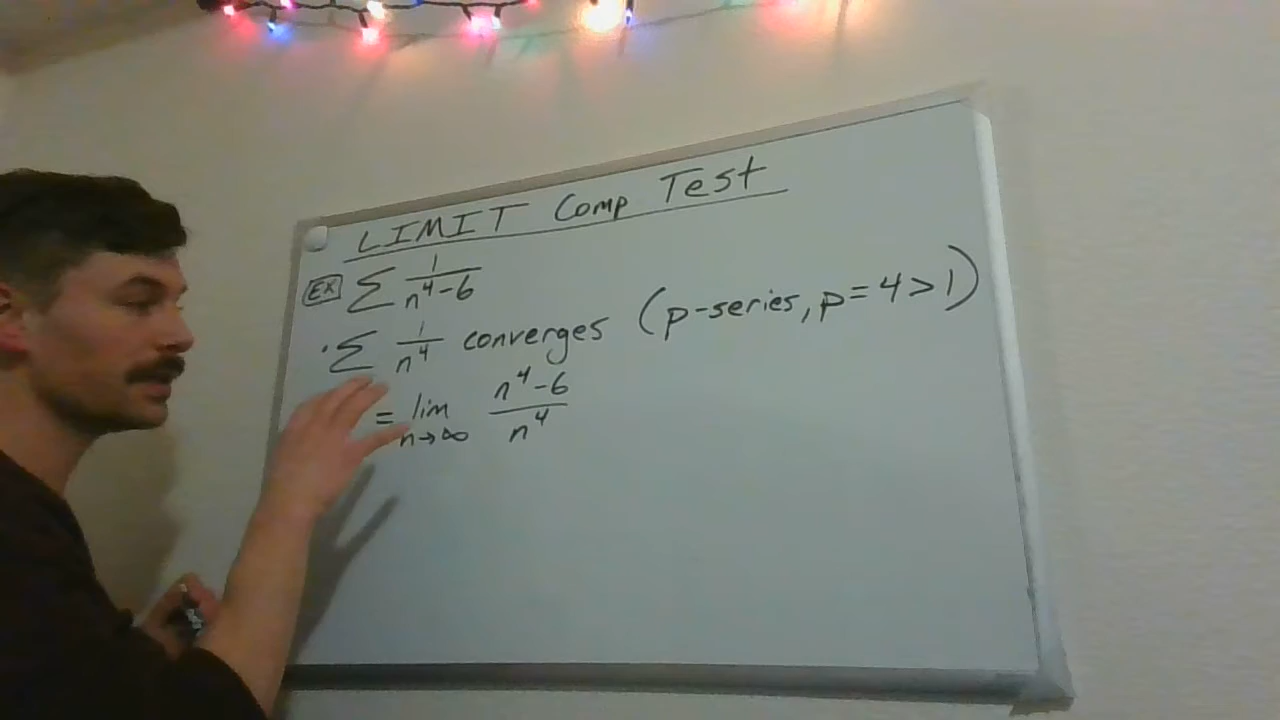 LIMIT Comp Test
EX ∑ 1/(n⁴-6)
· ∑ 1/n⁴ converges (p-series, p=4>1)
= lim n→∞ (n⁴-6)/n⁴